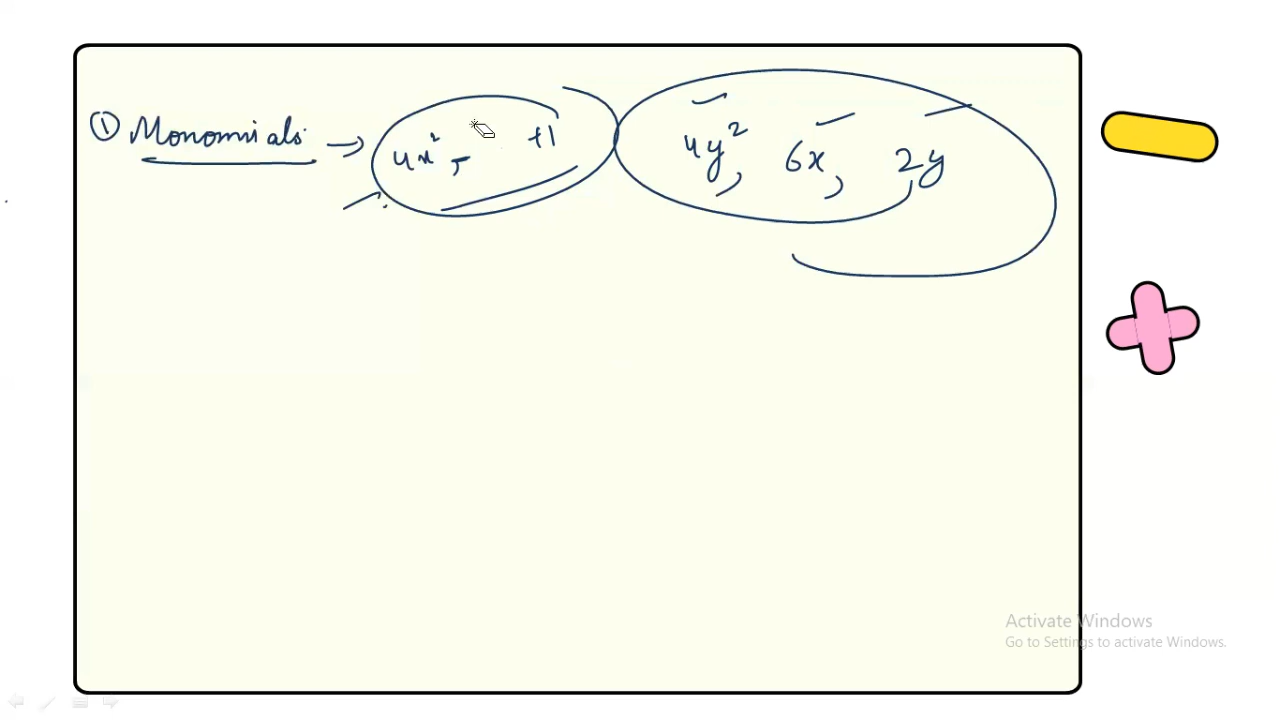 ① Monomials → 4x², +1 4y², 6x, 2y
Activate Windows
Go to Settings to activate Windows.